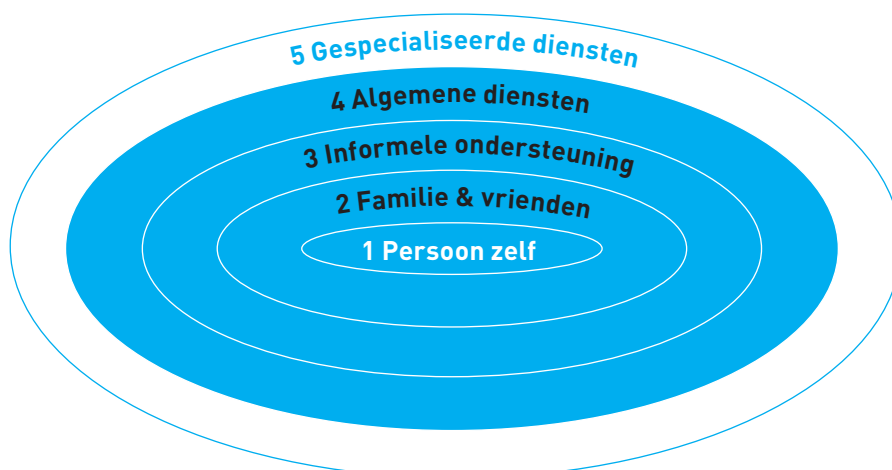 5 Gespecialiseerde diensten
4 Algemene diensten
3 Informele ondersteuning
2 Familie & vrienden
1 Persoon zelf